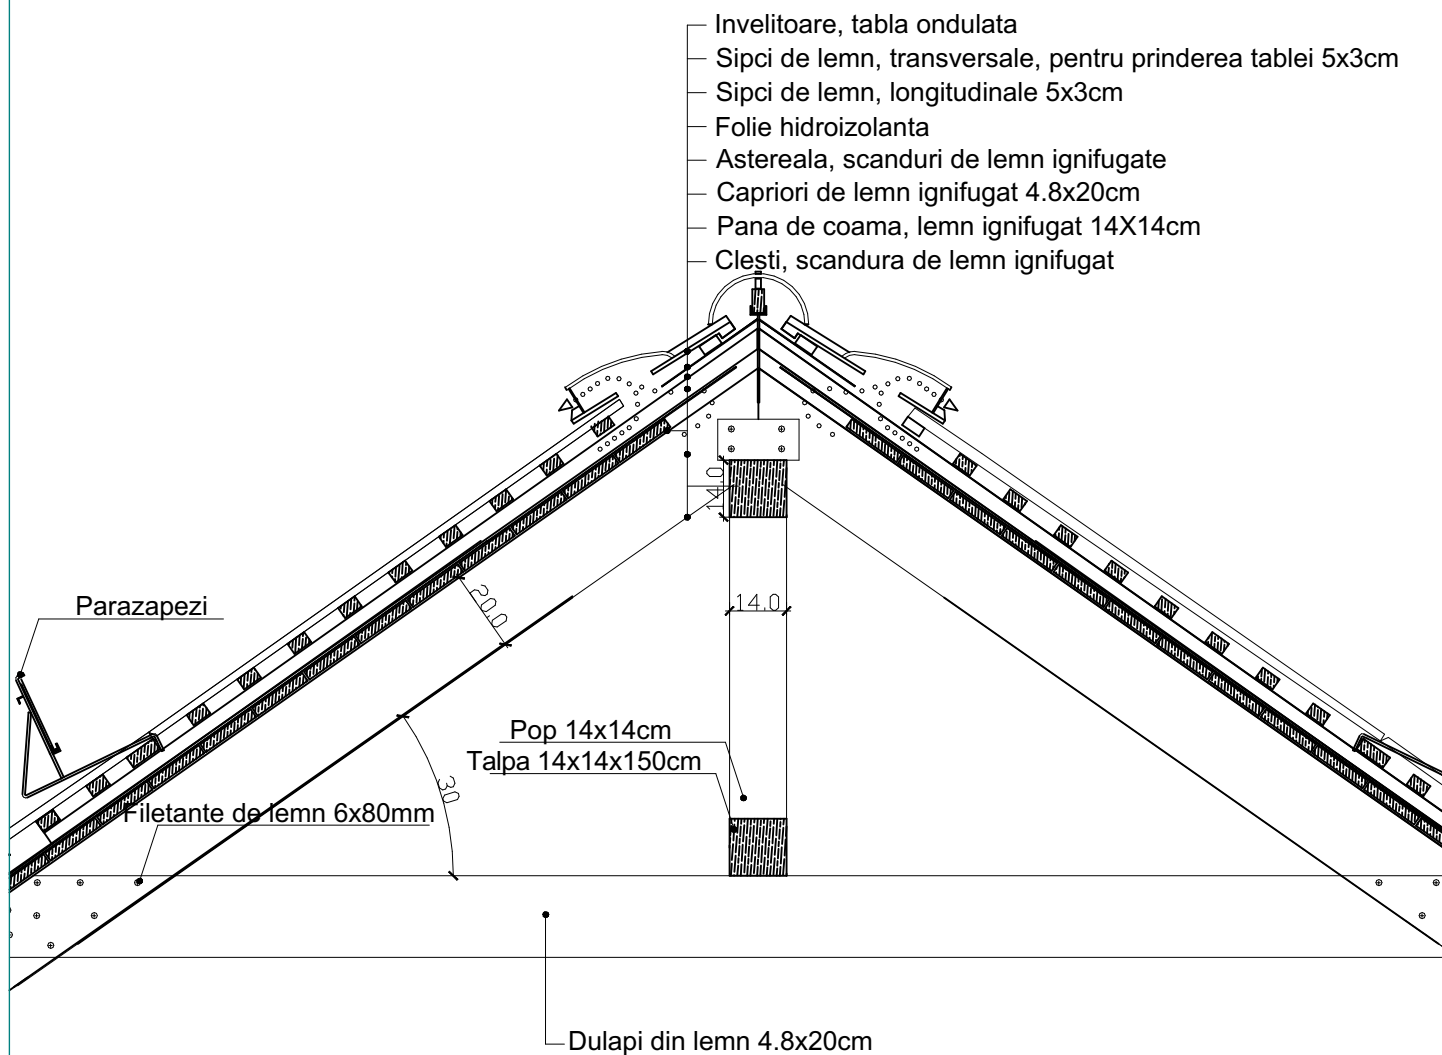 Invelitoare, tabla ondulata
Sipci de lemn, transversale, pentru prinderea tablei 5x3cm
Sipci de lemn, longitudinale 5x3cm
Folie hidroizolanta
Astereala, scanduri de lemn ignifugate
Capriori de lemn ignifugat 4.8x20cm
Pana de coama, lemn ignifugat 14X14cm
Clesti, scandura de lemn ignifugat
14.0
20.0
14.0
Parazapezi
Pop 14x14cm
Talpa 14x14x150cm
30
Filetante de lemn 6x80mm
Dulapi din lemn 4.8x20cm